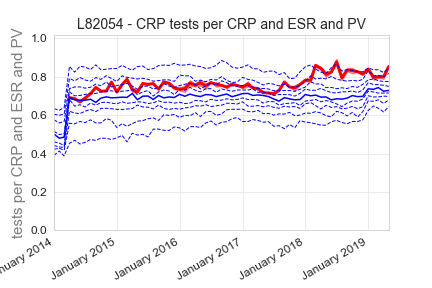 L82054 - CRP tests per CRP and ESR and PV
tests per CRP and ESR and PV
1.0
0.8
0.6
0.4
0.2
0.0
nuary 2014
January 2015
January 2016
January 2017
January 2018
January 2019